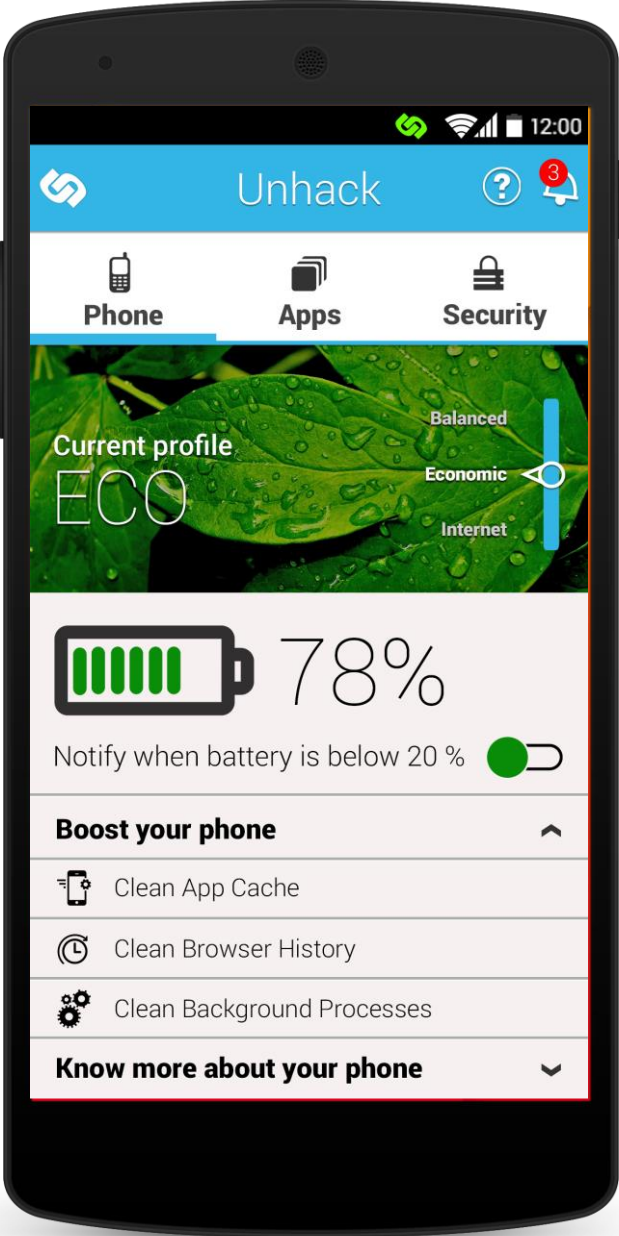 12:00
Unhack
?
3
Phone
Apps
Security
Balanced
Current profile
Economic
ECO
Internet
78%
Notify when battery is below 20 %
Boost your phone
Clean App Cache
Clean Browser History
Clean Background Processes
Know more about your phone